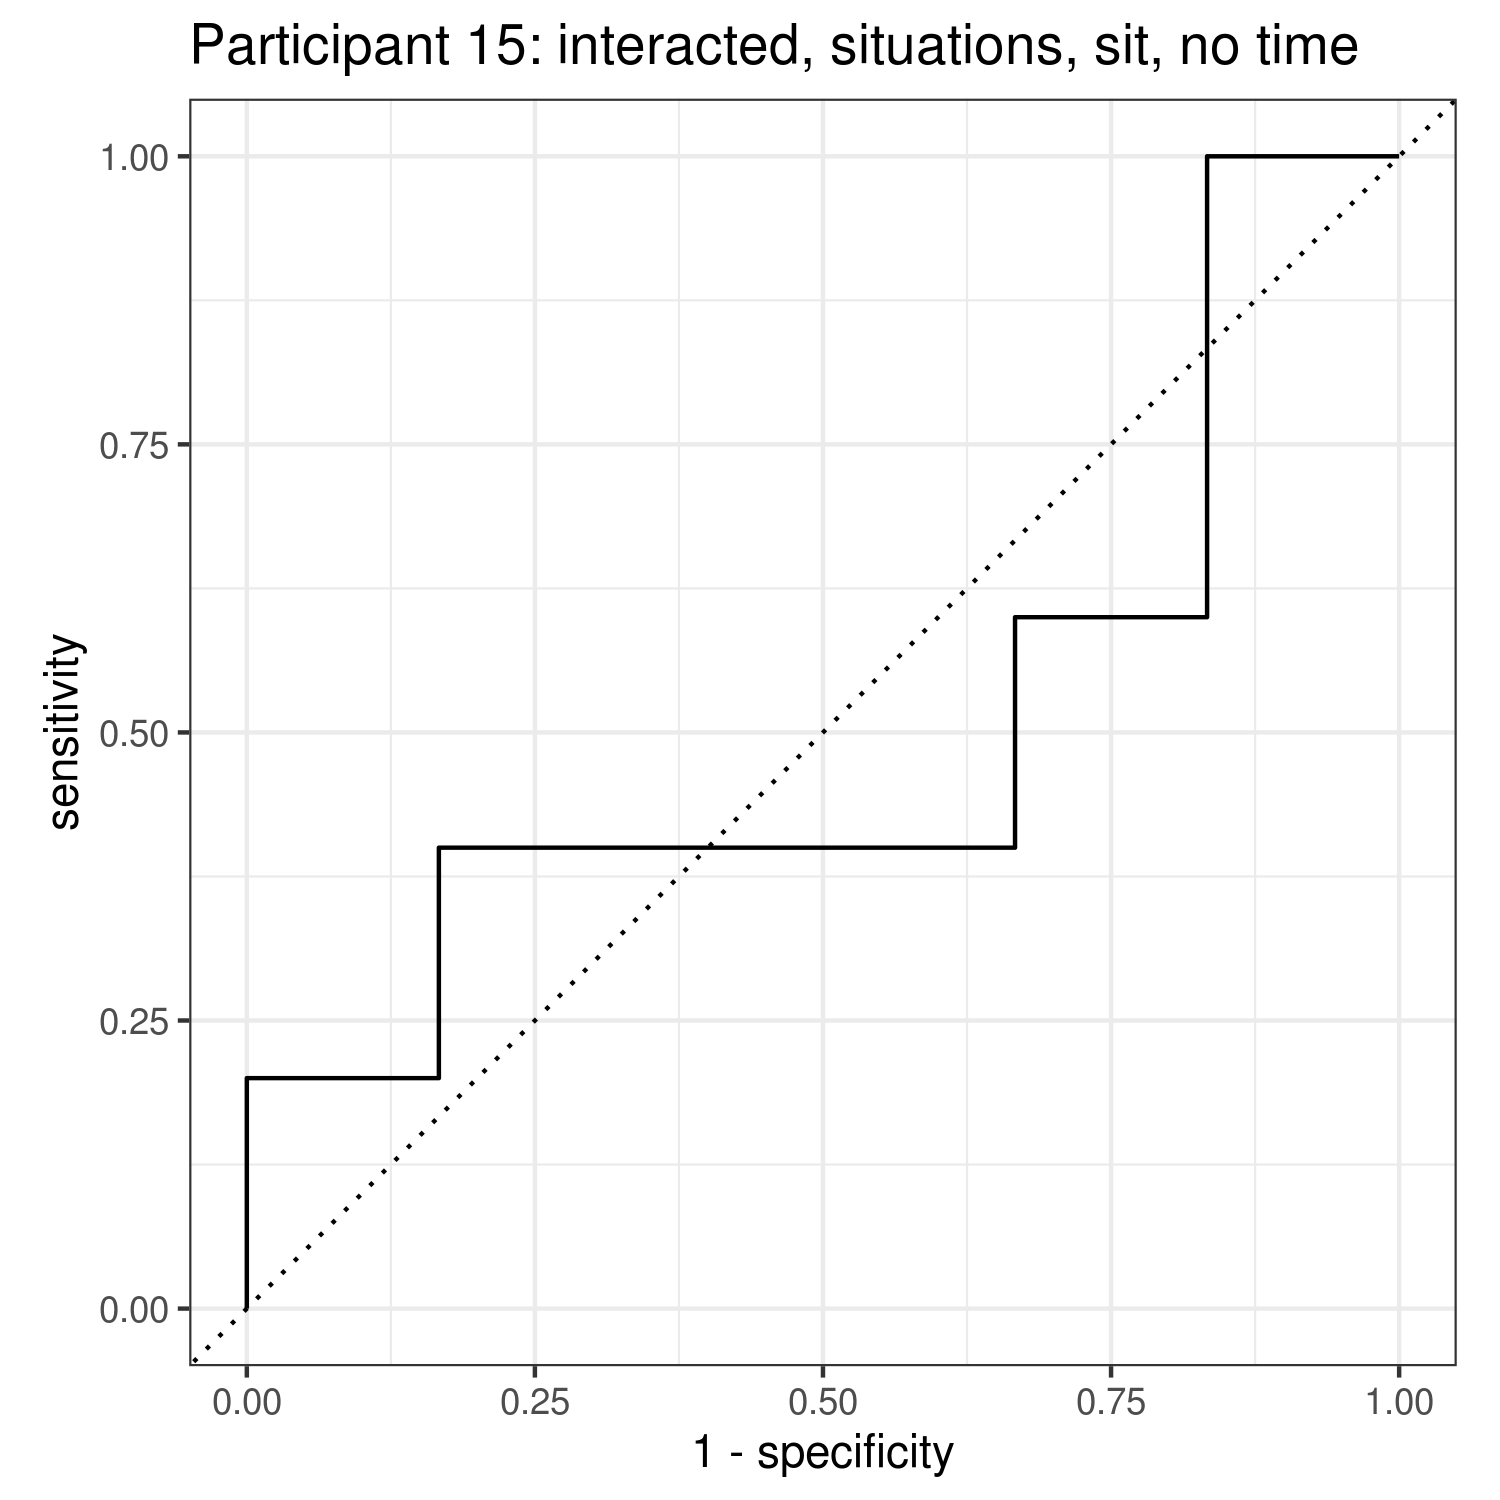 Participant 15: interacted, situations, sit, no time
1.00
0.75
0.50
0.25
0.00
sensitivity
0.00 0.25 0.50 0.75 1.00
1 - specificity